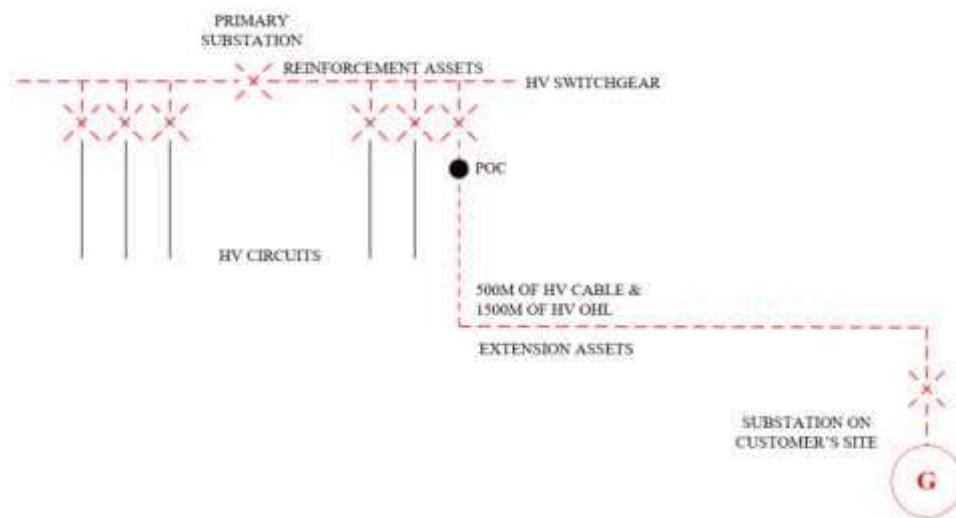 PRIMARY
SUBSTATION
REINFORCEMENT ASSETS
HV SWITCHGEAR
POC
HV CIRCUITS
500M OF HV CABLE &
1500M OF HV OHL
EXTENSION ASSETS
SUBSTATION ON
CUSTOMER'S SITE
G